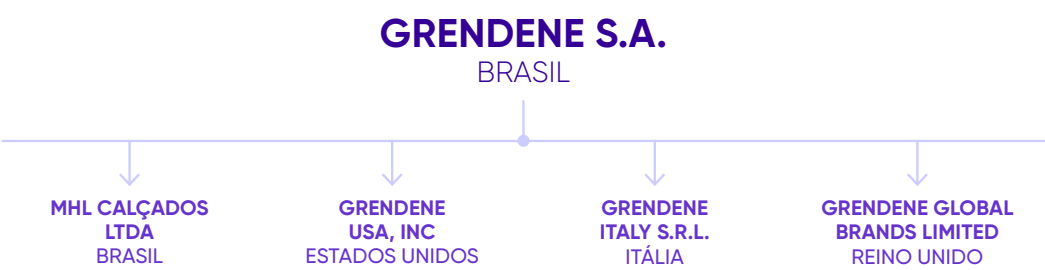 GRENDENE S.A.
BRASIL
MHL CALÇADOS
LTDA
BRASIL
GRENDENE
USA, INC
ESTADOS UNIDOS
GRENDENE
ITALY S.R.L.
ITÁLIA
GRENDENE GLOBAL
BRANDS LIMITED
REINO UNIDO